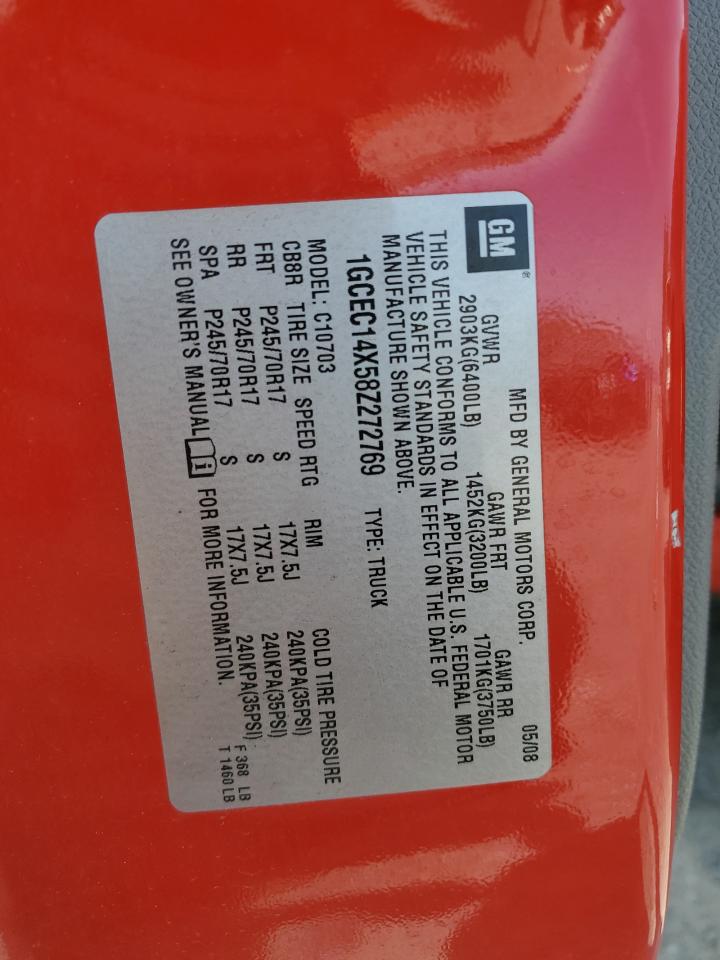 GM ®
MFD BY GENERAL MOTORS CORP. 05/08
GVWR GAWR FRT GAWR RR
2903KG(6400LB) 1452KG(3200LB) 1701KG(3750LB)
THIS VEHICLE CONFORMS TO ALL APPLICABLE U.S. FEDERAL MOTOR
VEHICLE SAFETY STANDARDS IN EFFECT ON THE DATE OF
MANUFACTURE SHOWN ABOVE.
1GCEC14X58Z272769 TYPE: TRUCK
MODEL: C10703
CB8R TIRE SIZE SPEED RTG RIM COLD TIRE PRESSURE
FRT P245/70R17 S 17X7.5J 240KPA(35PSI)
RR P245/70R17 S 17X7.5J 240KPA(35PSI)
SPA P245/70R17 S 17X7.5J 240KPA(35PSI)
SEE OWNER'S MANUAL FOR MORE INFORMATION.
F 368 LB
T 1460 LB